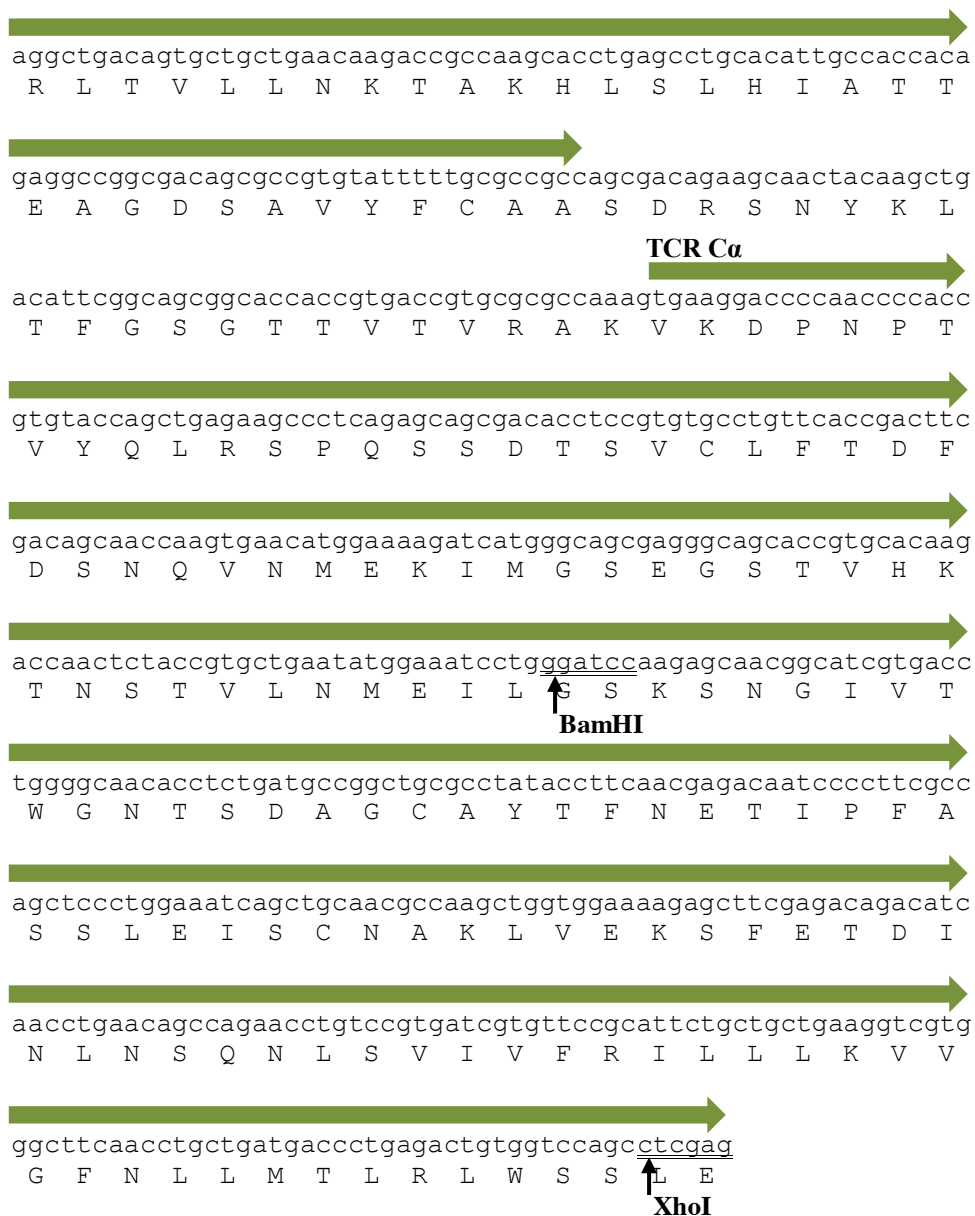 aggctgacagtgctgctgaacaagaccgccaagcacctgagcctgcacattgccaccaca
R L T V L L N K T A K H L S L H I A T T
gaggccggcgacagcgccgtgtatttttgcgccgccagcgacagaagcaactacaagctg
E A G D S A V Y F C A A S D R S N Y K L
TCR Cα
acattcggcagcggcaccaccgtgaccgtgcgcgccaaagtgaaggaccccaaccccacc
T F G S G T T V T V R A K V K D P N P T
gtgtaccagctgagaagccctcagagcagcgacacctccgtgtgcctgttcaccgacttc
V Y Q L R S P Q S S D T S V C L F T D F
gacagcaaccaagtgaacatggaaaagatcatgggcagcgagggcagcaccgtgcacaag
D S N Q V N M E K I M G S E G S T V H K
accaactctaccgtgctgaatatggaaatcctgggatccaagagcaacggcatcgtgacc
T N S T V L N M E I L G S K S N G I V T
BamHI
tggggcaacacctctgatgccggctgcgcctataccttcaacgagacaatccccttcgcc
W G N T S D A G C A Y T F N E T I P F A
agctccctggaaatcagctgcaacgccaagctggtggaaaagagcttcgagacagacatc
S S L E I S C N A K L V E K S F E T D I
aacctgaacagccagaacctgtccgtgatcgtgttccgcattctgctgctgaaggtcgtg
N L N S Q N L S V I V F R I L L L K V V
ggcttcaacctgctgatgaccctgagactgtggtccagcctcgag
G F N L L M T L R L W S S L E
XhoI